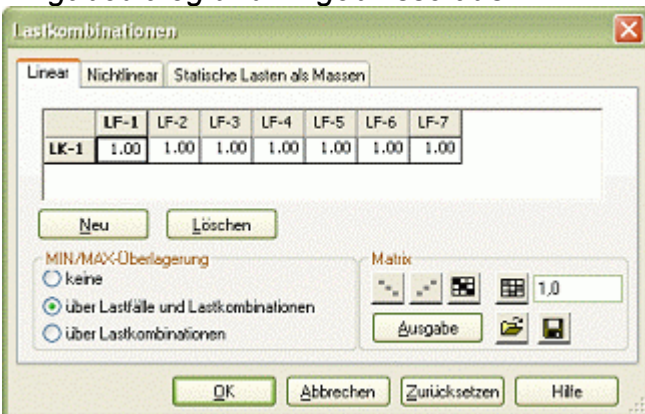 Lastkombinationen
Linear Nichtlinear Statische Lasten als Massen
LF-1 LF-2 LF-3 LF-4 LF-5 LF-6 LF-7
LK-1 1.00 1.00 1.00 1.00 1.00 1.00 1.00
Neu Löschen
MIN/MAX-Überlagerung Matrix
keine
1,0
über Lastfälle und Lastkombinationen
über Lastkombinationen Ausgabe
OK Abbrechen Zurücksetzen Hilfe